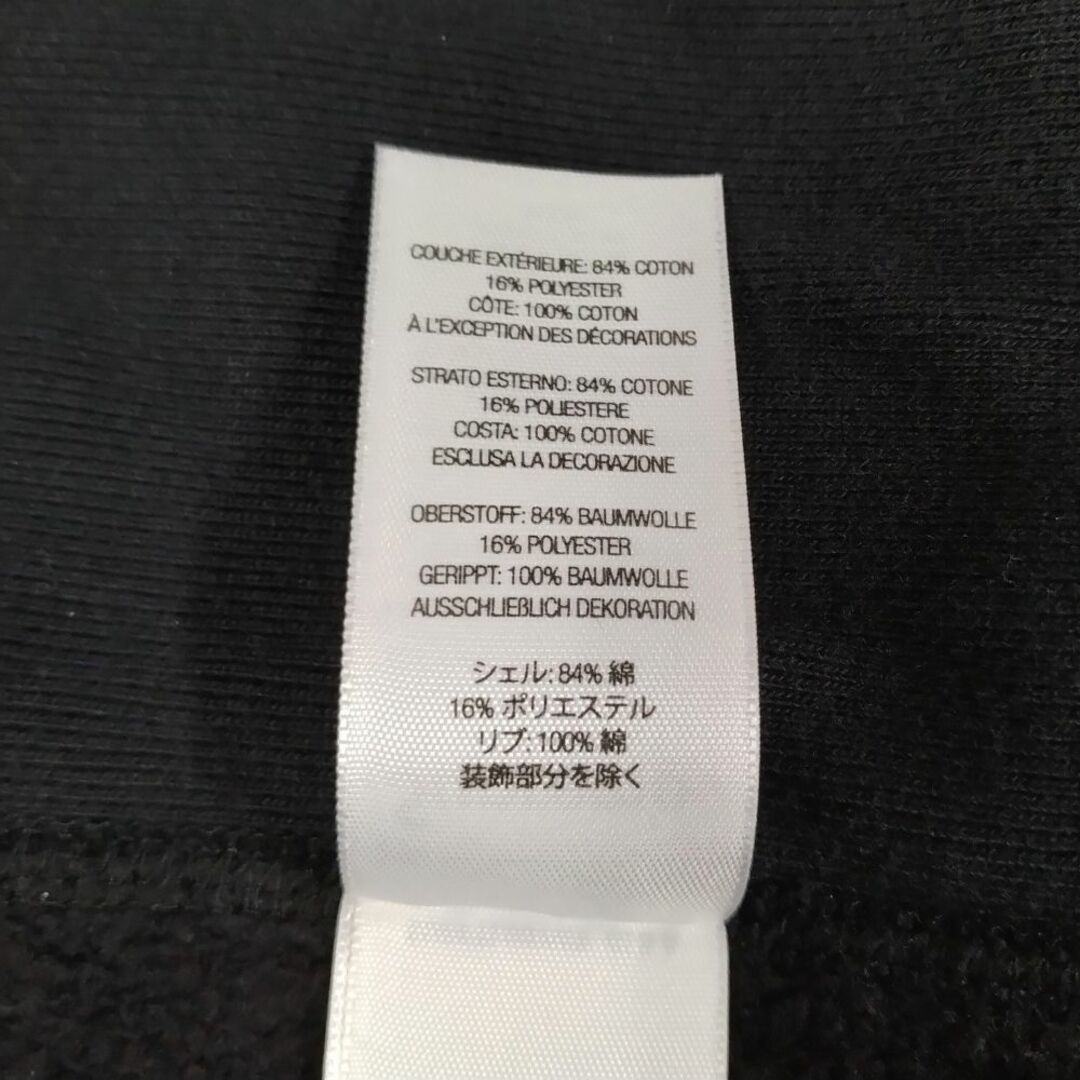 COUCHE EXTÉRIEURE: 84% COTON
16% POLYESTER
CÔTE: 100% COTON
À L'EXCEPTION DES DÉCORATIONS
STRATO ESTERNO: 84% COTONE
16% POLIESTERE
COSTA: 100% COTONE
ESCLUSA LA DECORAZIONE
OBERSTOFF: 84% BAUMWOLLE
16% POLYESTER
GERIPPT: 100% BAUMWOLLE
AUSSCHLIEßLICH DEKORATION
シェル: 84% 綿
16% ポリエステル
リブ: 100% 綿
装飾部分を除く